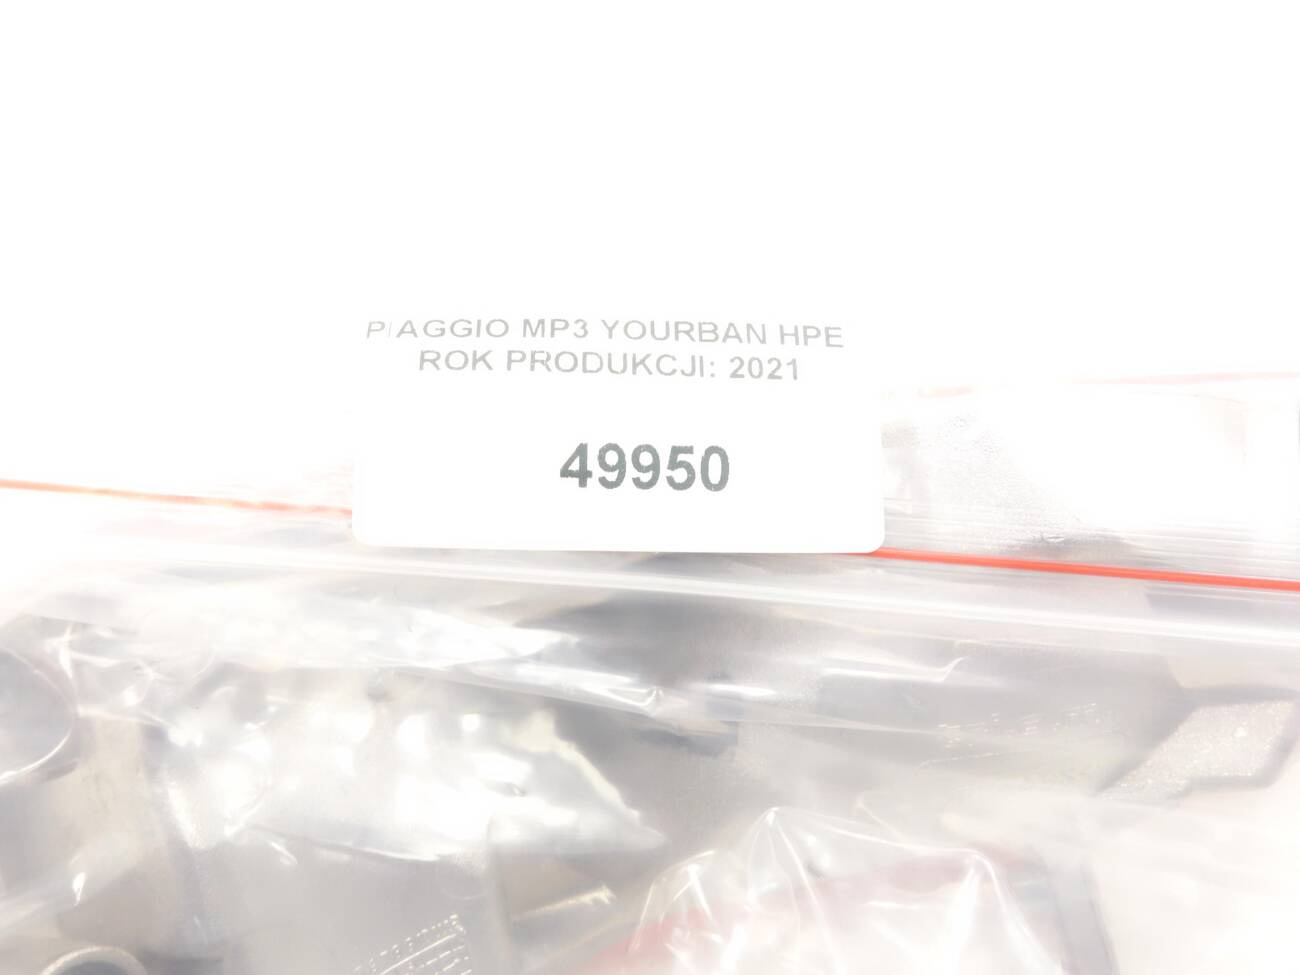 PIAGGIO MP3 YOURBAN HPE
ROK PRODUKCJI: 2021
49950